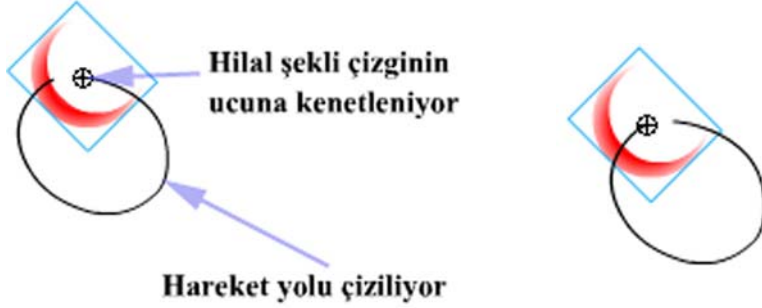 Hilal şekli çizginin
ucuna kenetleniyor
Hareket yolu çiziliyor